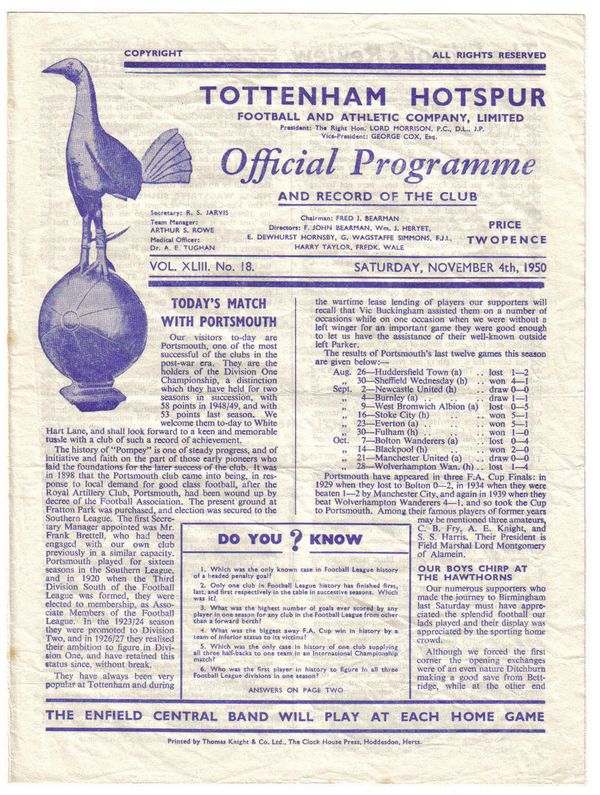 COPYRIGHT
ALL RIGHTS RESERVED
TOTTENHAM HOTSPUR
FOOTBALL AND ATHLETIC COMPANY, LIMITED
President: The Right Hon. LORD MORRISON, P.C., D.L., J.P.
Vice-President: GEORGE COX, Esq.
Official Programme
AND RECORD OF THE CLUB
Secretary: R. S. JARVIS
Team Manager:
ARTHUR S. ROWE
Medical Officer:
Dr. A. E. TUGHAN
Chairman: FRED J. BEARMAN
Directors: F. JOHN BEARMAN, Wm. J. HERYET,
E. DEWHURST HORNSBY, G. WAGSTAFFE SIMMONS, F.J.I.,
HARRY TAYLOR, FREDK. WALE
PRICE
TWOPENCE
VOL. XLIII. No. 18.
SATURDAY, NOVEMBER 4th, 1950
TODAY'S MATCH
WITH PORTSMOUTH
Our visitors to-day are
Portsmouth, one of the most
successful of the clubs in the
post-war era. They are the
holders of the Division One
Championship, a distinction
which they have held for two
seasons in succession, with
58 points in 1948/49, and with
53 points last season. We
welcome them to-day to White
Hart Lane, and shall look forward to a keen and memorable
tussle with a club of such a record of achievement.
The history of "Pompey" is one of steady progress, and of
initiative and faith on the part of those early pioneers who
laid the foundations for the later success of the club. It was
in 1898 that the Portsmouth club came into being, in res-
ponse to local demand for good class football, after the
Royal Artillery Club, Portsmouth, had been wound up by
decree of the Football Association. The present ground at
Fratton Park was purchased, and election was secured to the
Southern League. The first Secre-
tary Manager appointed was Mr.
Frank Brettell, who had been
engaged with our own club
previously in a similar capacity.
Portsmouth played for sixteen
seasons in the Southern League,
and in 1920 when the Third
Division South of the Football
League was formed, they were
elected to membership, as Asso-
ciate Members of the Football
League. In the 1923/24 season
they were promoted to Division
Two, and in 1926/27 they realised
their ambition to figure in Divi-
sion One, and have retained this
status since, without break.
They have always been very
popular at Tottenham and during
the wartime lease lending of players our supporters will
recall that Vic Buckingham assisted them on a number of
occasions while on one occasion when we were without a
left winger for an important game they were good enough
to let us have the assistance of their well-known outside
left Parker.
The results of Portsmouth's last twelve games this season
are given below:—
Aug. 26—Huddersfield Town (a) .. lost 1—2
„ 30—Sheffield Wednesday (h) .. won 4—1
Sept. 2—Newcastle United (h) .. draw 0—0
„ 4—Burnley (a) .. draw 1—1
„ 9—West Bromwich Albion (a) lost 0—5
„ 16—Stoke City (h) .. won 5—1
„ 23—Everton (a) .. won 5—1
„ 30—Fulham (h) .. won 1—0
Oct. 7—Bolton Wanderers (a) .. lost 0—4
„ 14—Blackpool (h) .. won 2—0
„ 21—Manchester United (a) .. draw 0—0
„ 28—Wolverhampton Wan. (h) .. lost 1—4
Portsmouth have appeared in three F.A. Cup Finals: in
1929 when they lost to Bolton 0—2, in 1934 when they were
beaten 1—2 by Manchester City, and again in 1939 when they
beat Wolverhampton Wanderers 4—1, and so took the Cup
to Portsmouth. Among their famous players of former years
may be mentioned three amateurs,
C. B. Fry, A. E. Knight, and
S. S. Harris. Their President is
Field Marshal Lord Montgomery
of Alamein.
OUR BOYS CHIRP AT
THE HAWTHORNS
Our numerous supporters who
made the journey to Birmingham
last Saturday must have appre-
ciated the splendid football our
lads played and their display was
appreciated by the sporting home
crowd.
Although we forced the first
corner the opening exchanges
were of an even nature Ditchburn
making a good save from Bett-
ridge, while at the other end
DO YOU ? KNOW
1. Which was the only known case in Football League history
of a headed penalty goal?
2. Only one club in Football League history has finished first,
last, and first respectively in the table in successive seasons. Which
was it?
3. What was the highest number of goals ever scored by any
player in one season for any club in the Football League from other
than a forward berth?
4. What was the biggest away F.A. Cup win in history by a
team of inferior status to its victims?
5. Which was the only case in history of one club supplying
all three half-backs to one team in an International Championship
match?
6. Who was the first player in history to figure in all three
Football League divisions in one season?
ANSWERS ON PAGE TWO
THE ENFIELD CENTRAL BAND WILL PLAY AT EACH HOME GAME
Printed by Thomas Knight & Co. Ltd., The Clock House Press, Hoddesdon, Herts.